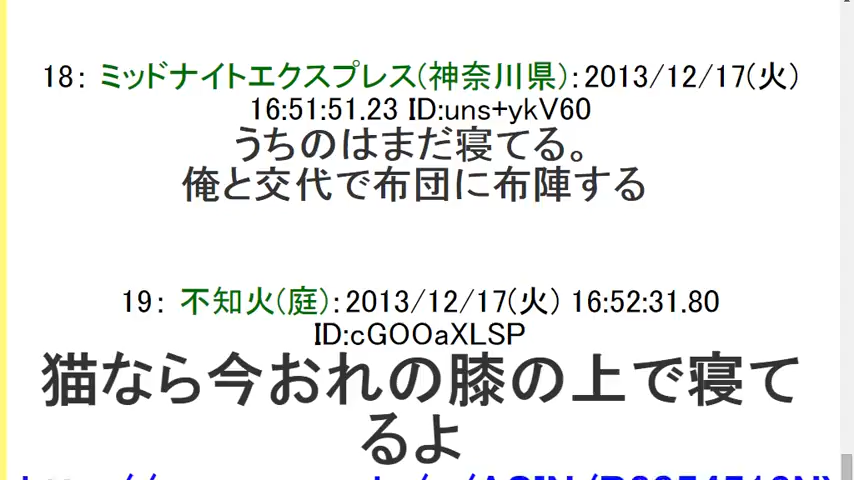 18: ミッドナイトエクスプレス(神奈川県):2013/12/17(火)
16:51:51.23 ID:uns+ykV60
うちのはまだ寝てる。
俺と交代で布団に布陣する
19: 不知火(庭):2013/12/17(火) 16:52:31.80
ID:cGOOaXLSP
猫なら今おれの膝の上で寝て
るよ